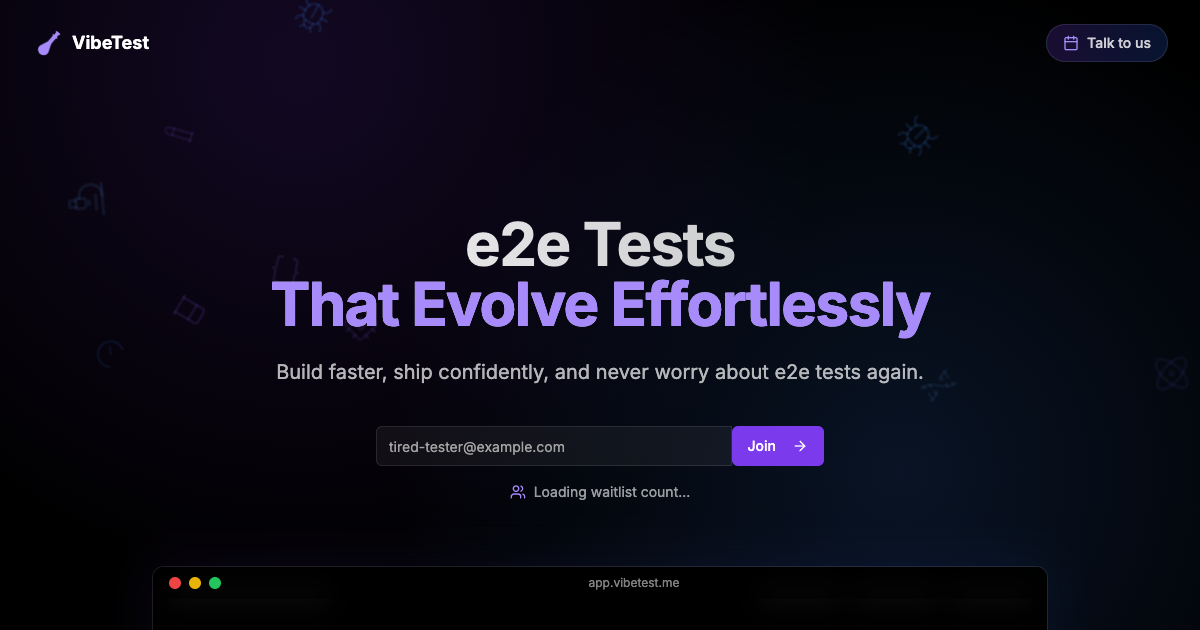 VibeTest
Talk to us
e2e Tests
That Evolve Effortlessly
Build faster, ship confidently, and never worry about e2e tests again.
tired-tester@example.com
Join
Loading waitlist count...
app.vibetest.me